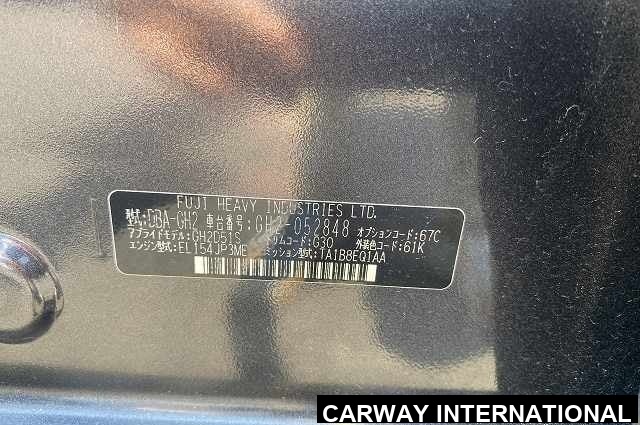 FUJI HEAVY INDUSTRIES LTD.
型式:DBA-GH2 車台番号:GH2-052848 オプションコード:67C
アプライドモデル:GH2D61S トリムコード:G30 外装色コード:61K
エンジン型式:EL154JP3ME ミッション型式:1A1B8EQ1AA
CARWAY INTERNATIONAL